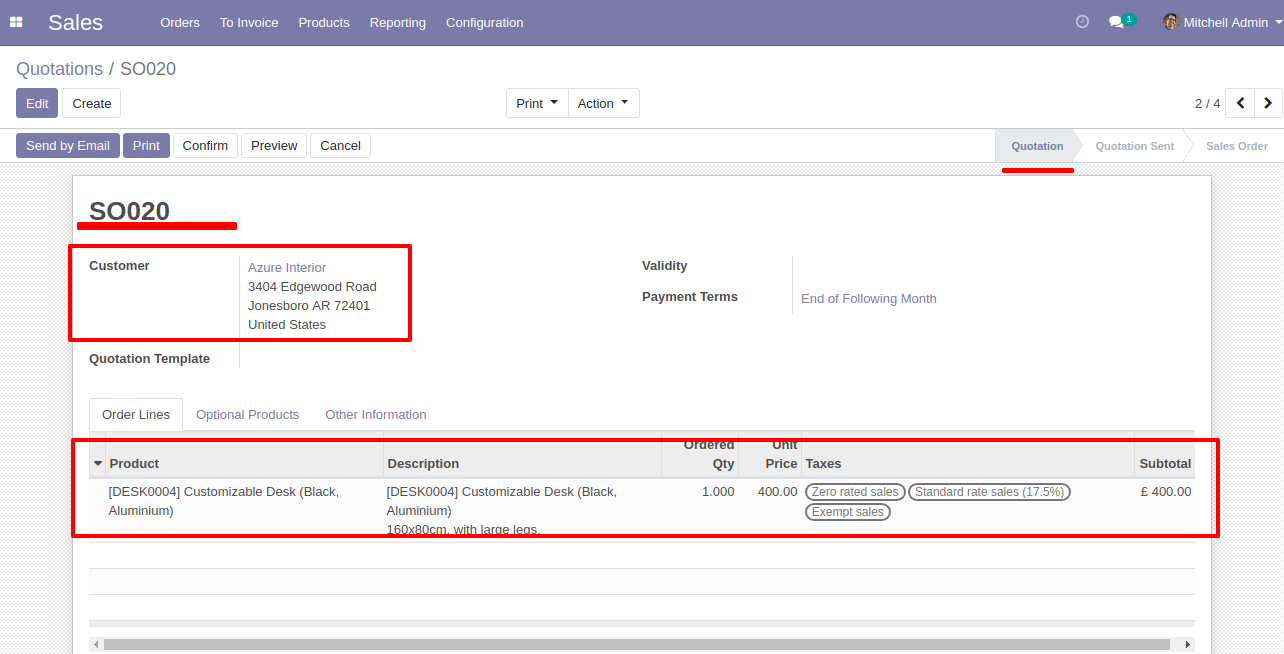 Sales Orders To Invoice Products Reporting Configuration 1 Mitchell Admin
Quotations / SO020
Edit Create Print Action 2 / 4
Send by Email Print Confirm Preview Cancel Quotation Quotation Sent Sales Order
SO020
Customer Azure Interior Validity
3404 Edgewood Road
Payment Terms End of Following Month
Jonesboro AR 72401
United States
Quotation Template
Order Lines Optional Products Other Information
Product Description Ordered Qty Unit Price Taxes Subtotal
[DESK0004] Customizable Desk (Black, [DESK0004] Customizable Desk (Black, 1.000 400.00 Zero rated sales Standard rate sales (17.5%) £ 400.00
Aluminium) Aluminium) Exempt sales
160x80cm, with large legs.